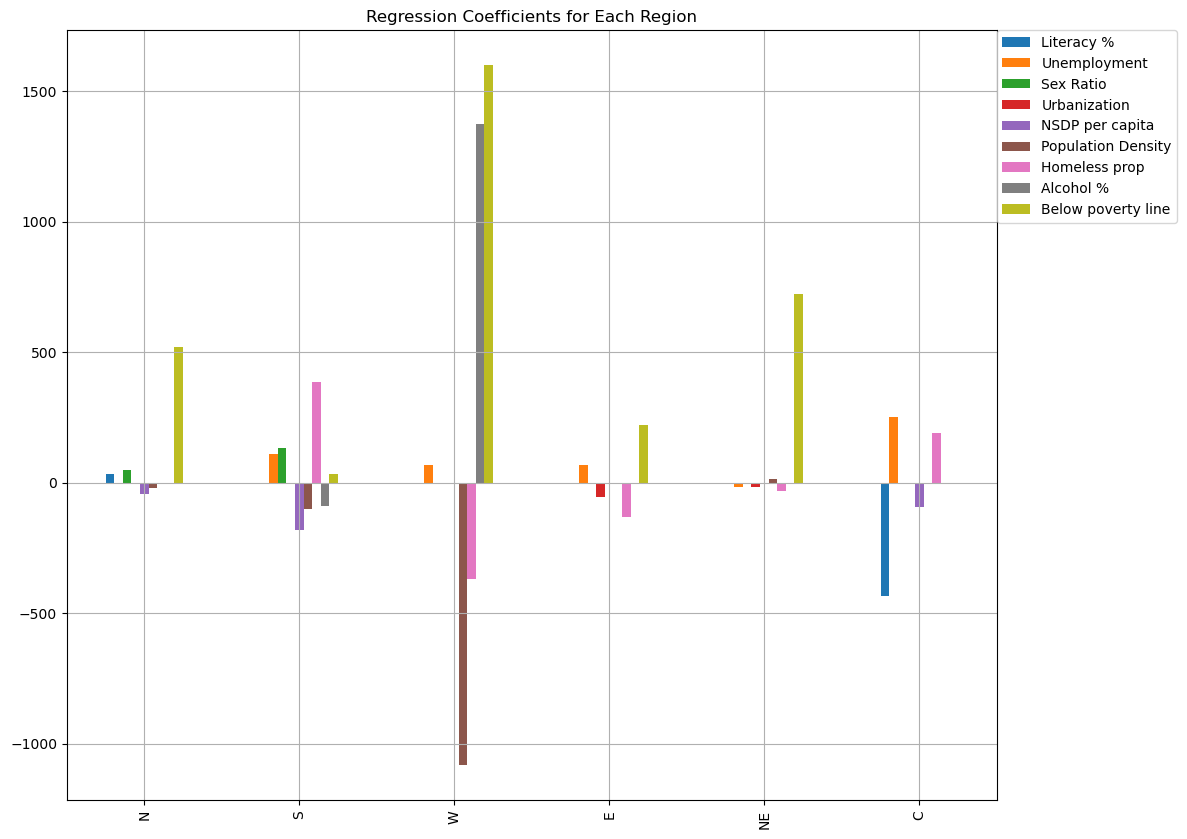 Regression Coefficients for Each Region
Literacy %
Unemployment
Sex Ratio
Urbanization
NSDP per capita
Population Density
Homeless prop
Alcohol %
Below poverty line
1500
1000
500
0
−500
−1000
N
S
W
E
NE
C